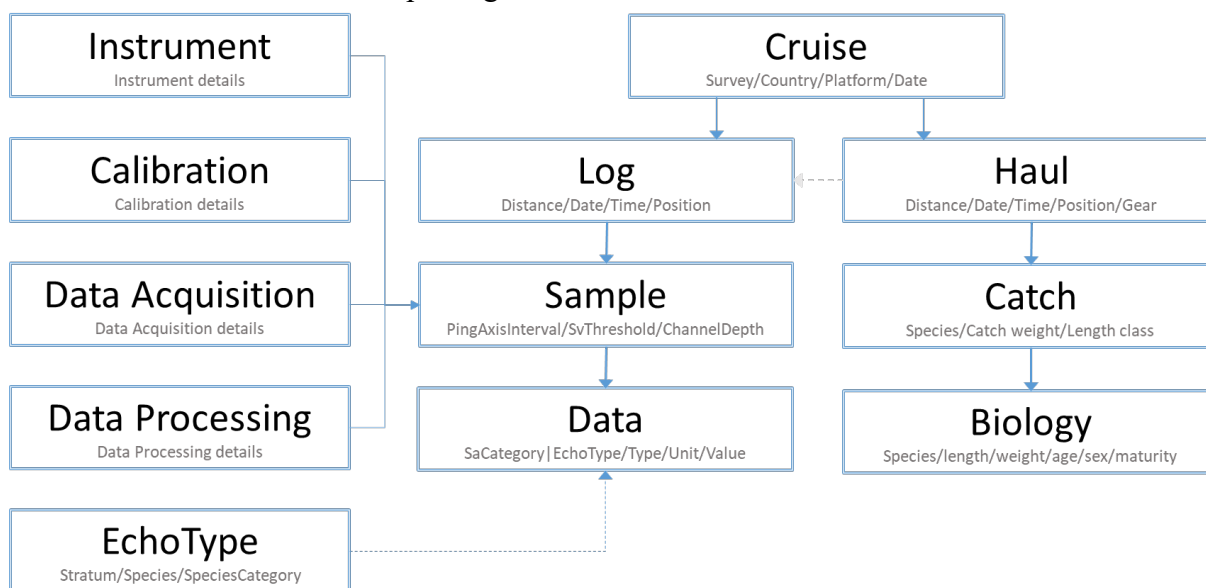 Instrument
Instrument details
Cruise
Survey/Country/Platform/Date
Calibration
Calibration details
Log
Distance/Date/Time/Position
Haul
Distance/Date/Time/Position/Gear
Data Acquisition
Data Acquisition details
Sample
PingAxisInterval/SvThreshold/ChannelDepth
Catch
Species/Catch weight/Length class
Data Processing
Data Processing details
Data
SaCategory|EchoType/Type/Unit/Value
Biology
Species/length/weight/age/sex/maturity
EchoType
Stratum/Species/SpeciesCategory